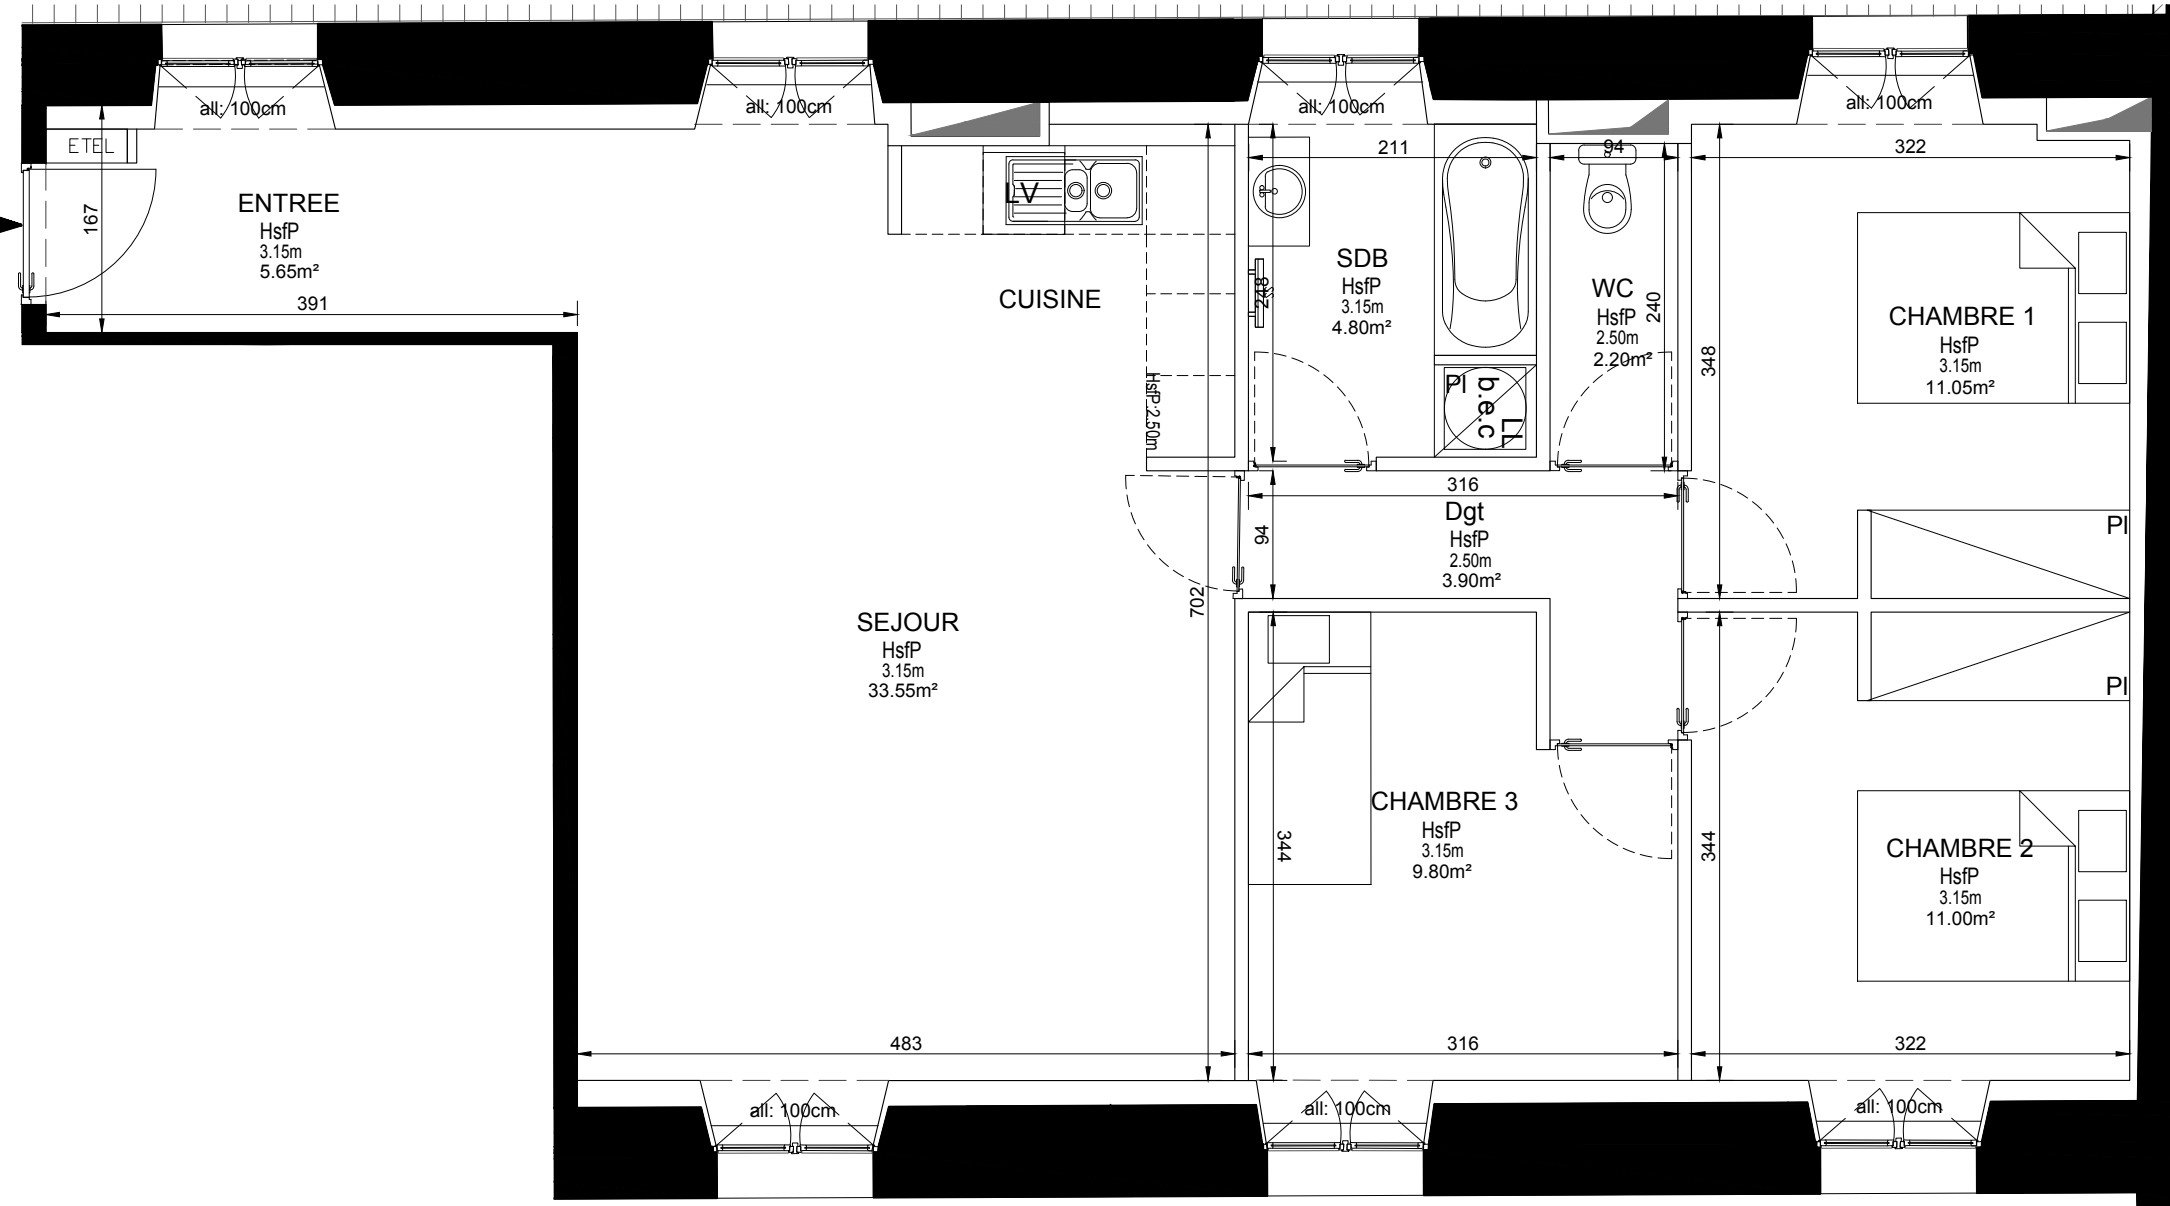 all: 100cm
all: 100cm
all: 100cm
all: 100cm
ETEL
167
ENTREE
HsfP
3.15m
5.65m²
391
LV
CUISINE
HsfP:2.50m
211
248
SDB
HsfP
3.15m
4.80m²
Pl
b.e.c
LL
94
WC
HsfP
2.50m
2.20m²
240
322
348
CHAMBRE 1
HsfP
3.15m
11.05m²
Pl
316
94
Dgt
HsfP
2.50m
3.90m²
702
SEJOUR
HsfP
3.15m
33.55m²
483
344
CHAMBRE 3
HsfP
3.15m
9.80m²
316
Pl
344
CHAMBRE 2
HsfP
3.15m
11.00m²
322
all: 100cm
all: 100cm
all: 100cm